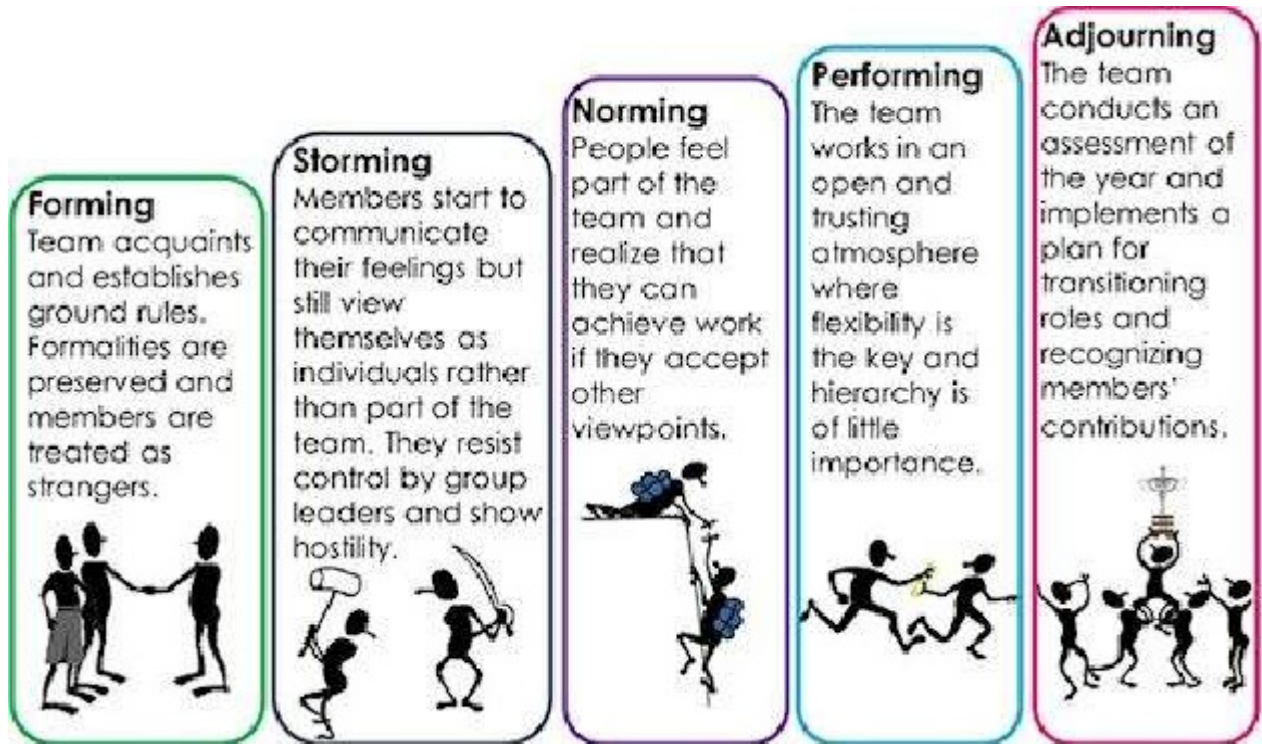 Forming
Team acquaints
and establishes
ground rules.
Formalities are
preserved and
members are
treated as
strangers.
Storming
Members start to
communicate
their feelings but
still view
themselves as
individuals rather
than part of the
team. They resist
control by group
leaders and show
hostility.
Norming
People feel
part of the
team and
realize that
they can
achieve work
if they accept
other
viewpoints.
Performing
The team
works in an
open and
trusting
atmosphere
where
flexibility is
the key and
hierarchy is
of little
importance.
Adjourning
The team
conducts an
assessment of
the year and
implements a
plan for
transitioning
roles and
recognizing
members'
contributions.